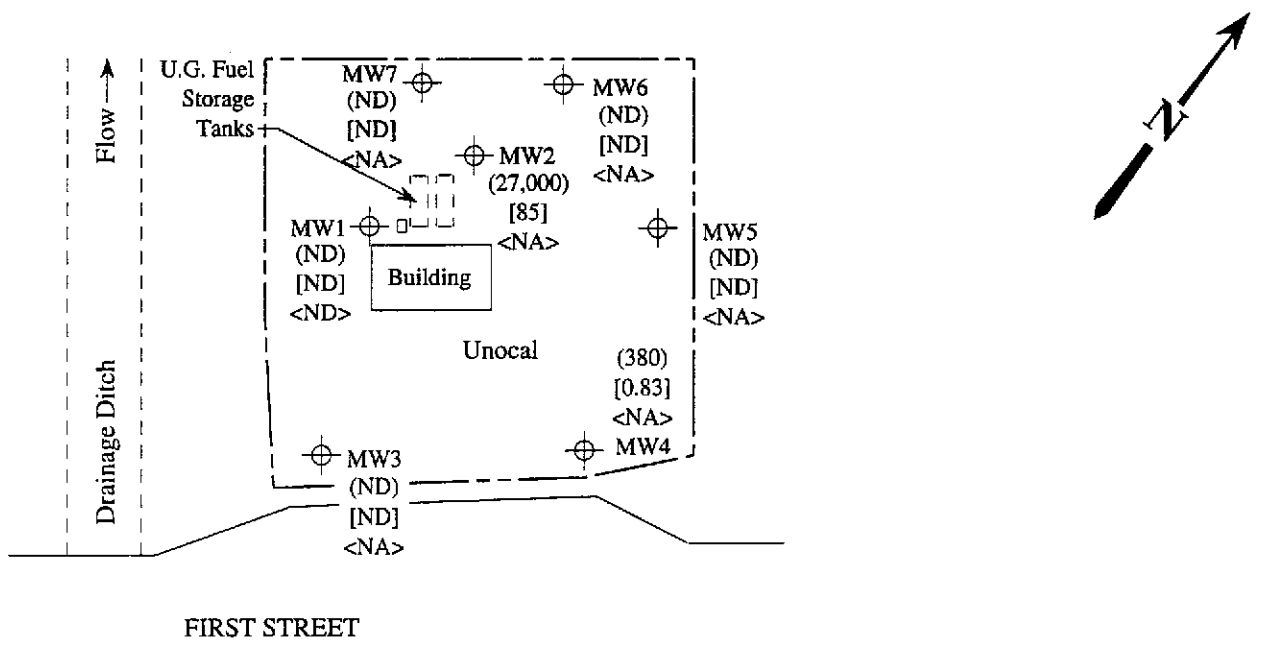 U.G. Fuel
Storage
Tanks
Flow
Drainage Ditch
MW7
(ND)
[ND]
<NA>
MW6
(ND)
[ND]
<NA>
MW2
(27,000)
[85]
<NA>
MW1
(ND)
[ND]
<ND>
Building
MW5
(ND)
[ND]
<NA>
Unocal
(380)
[0.83]
<NA>
MW4
MW3
(ND)
[ND]
<NA>
FIRST STREET
N